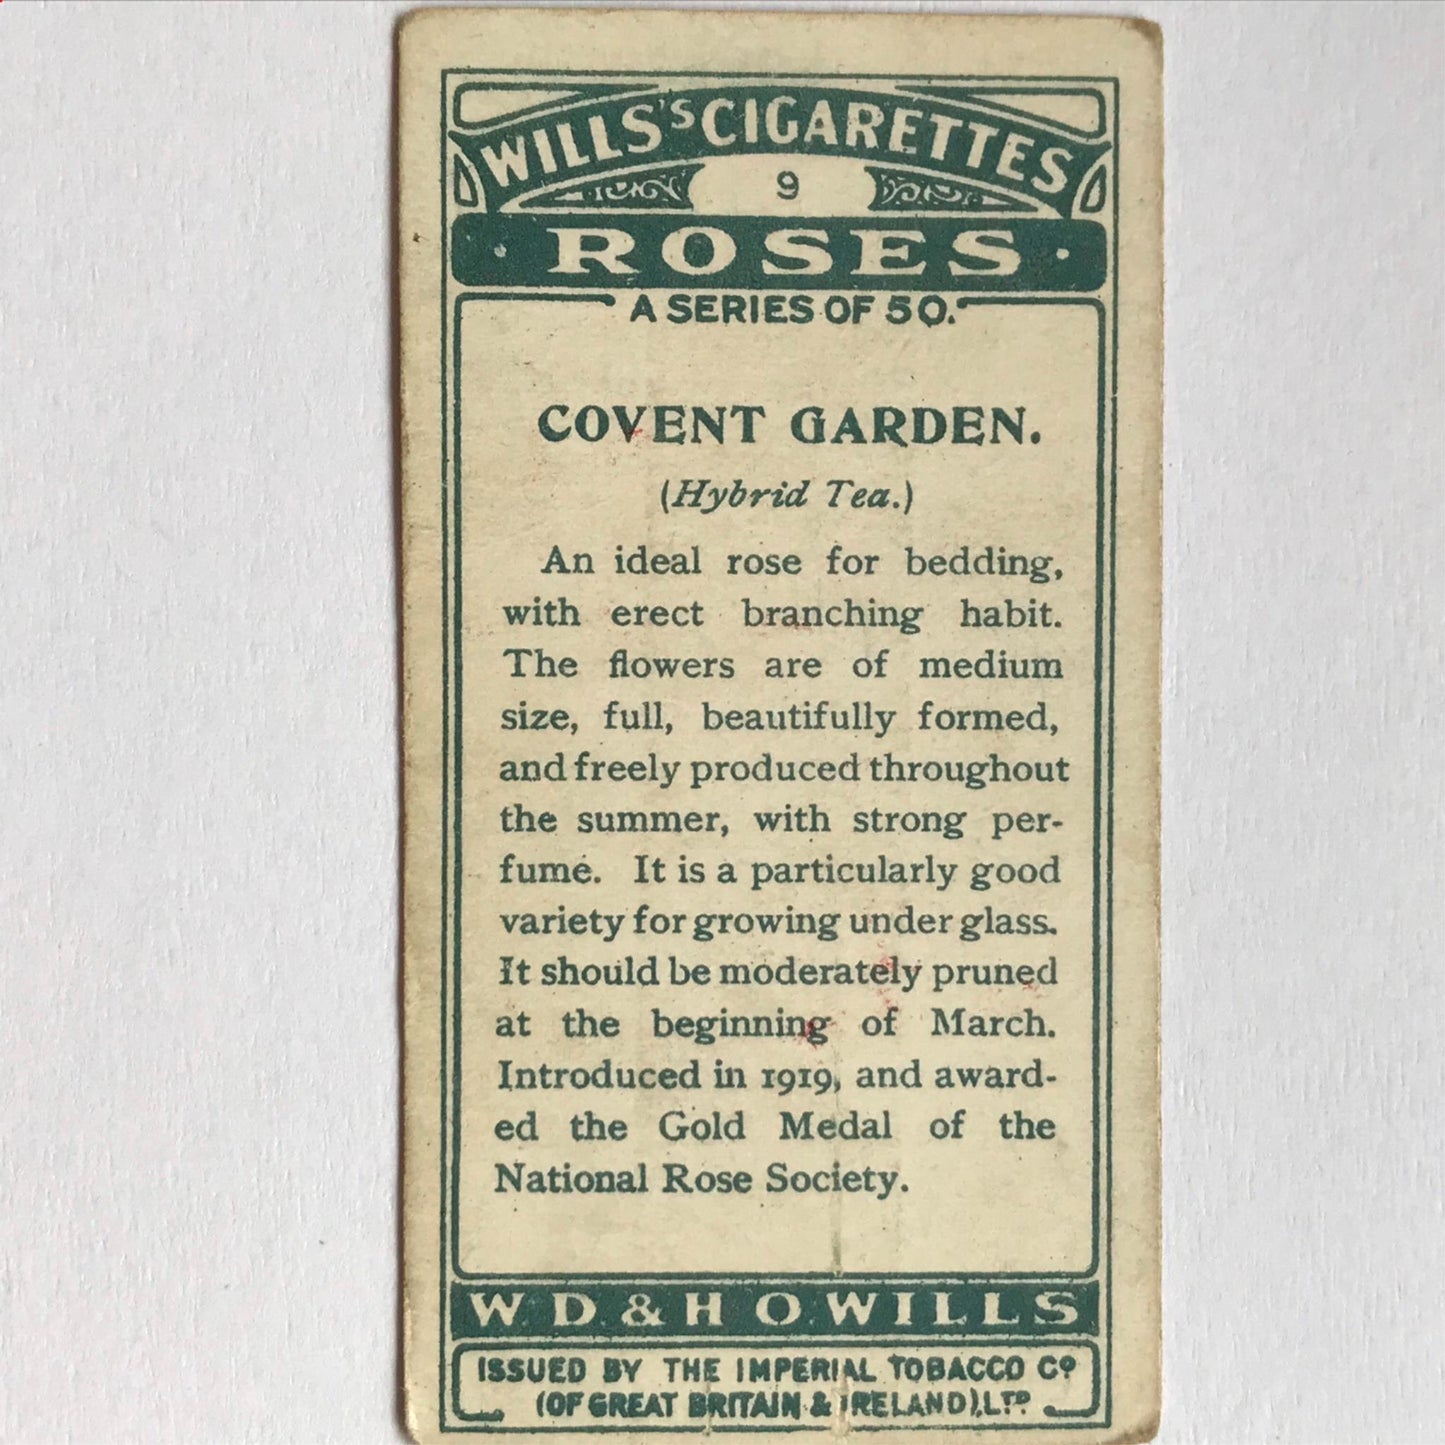 WILLS'S CIGARETTES
9
ROSES
A SERIES OF 50.
COVENT GARDEN.
(Hybrid Tea.)
An ideal rose for bedding,
with erect branching habit.
The flowers are of medium
size, full, beautifully formed,
and freely produced throughout
the summer, with strong per-
fume. It is a particularly good
variety for growing under glass.
It should be moderately pruned
at the beginning of March.
Introduced in 1919, and award-
ed the Gold Medal of the
National Rose Society.
W. D. & H. O. WILLS
ISSUED BY THE IMPERIAL TOBACCO Cº
(OF GREAT BRITAIN & IRELAND), LTD